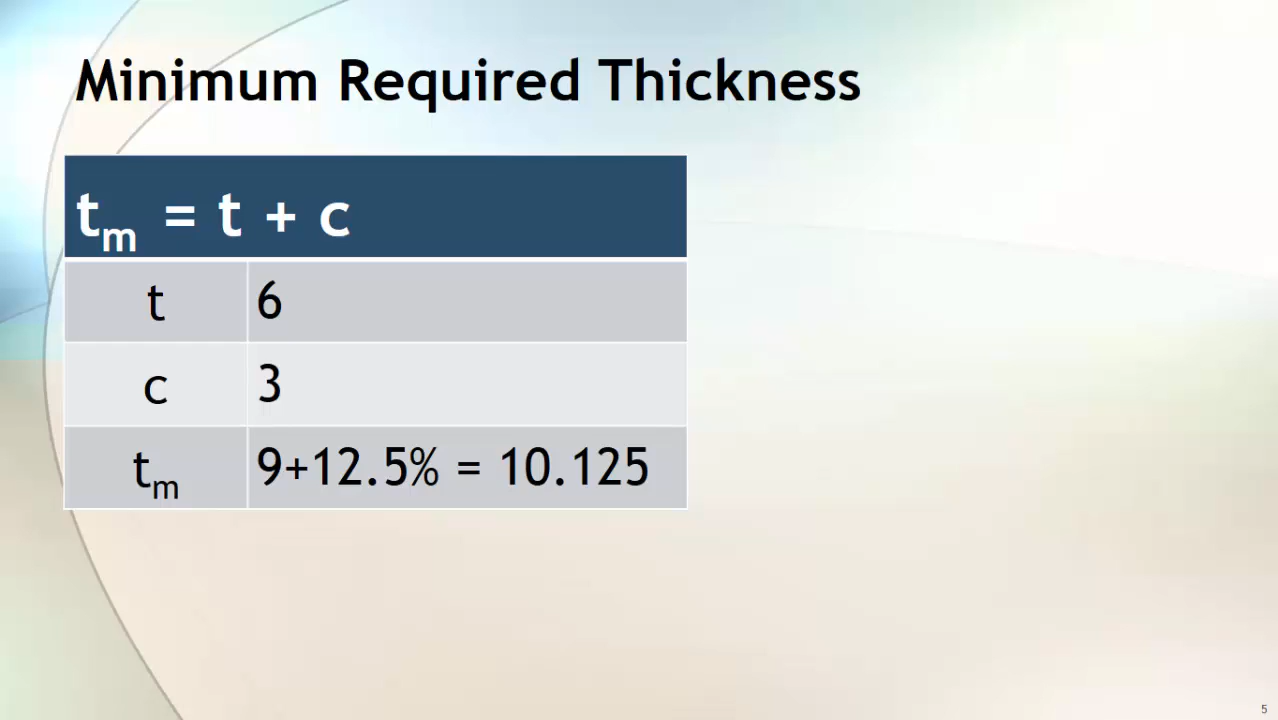 Minimum Required Thickness
tm = t + c
t 6
c 3
tm 9+12.5% = 10.125
5